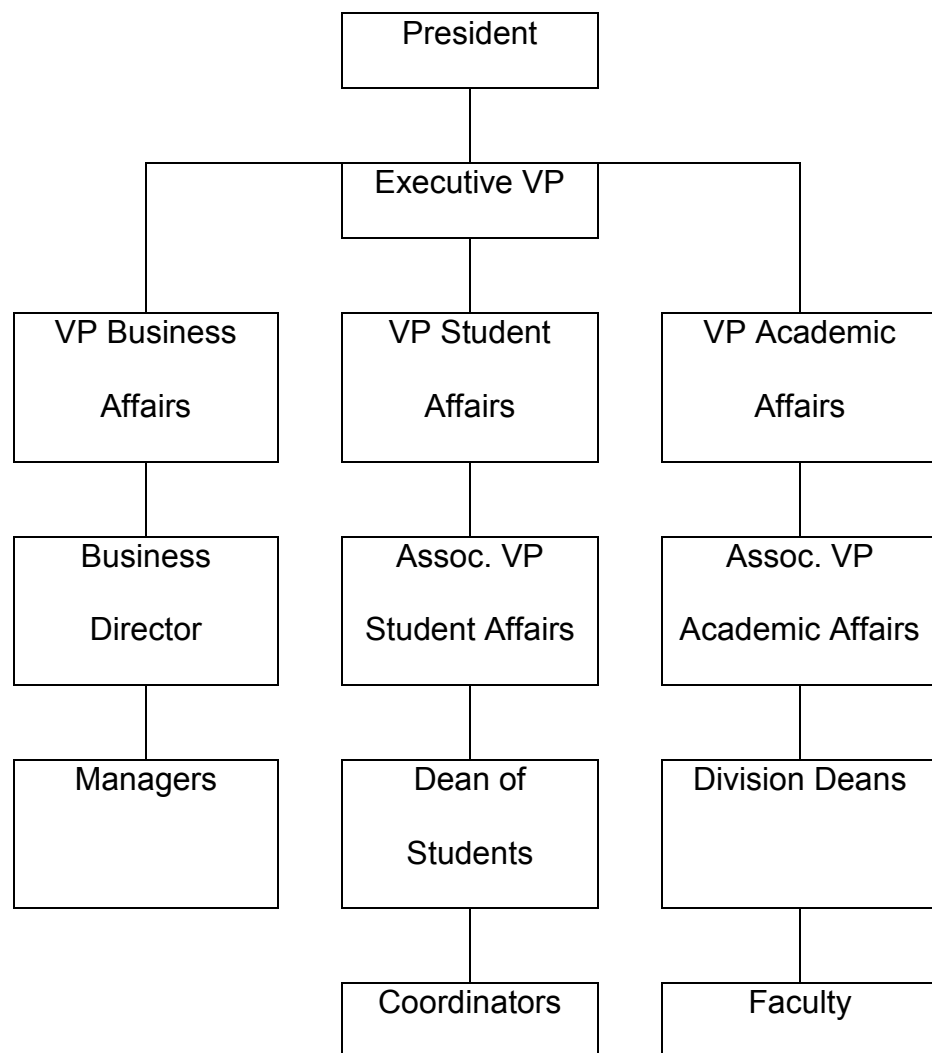 President
Executive VP
VP Business
Affairs
VP Student
Affairs
VP Academic
Affairs
Business
Director
Assoc. VP
Student Affairs
Assoc. VP
Academic Affairs
Managers
Dean of
Students
Division Deans
Coordinators
Faculty